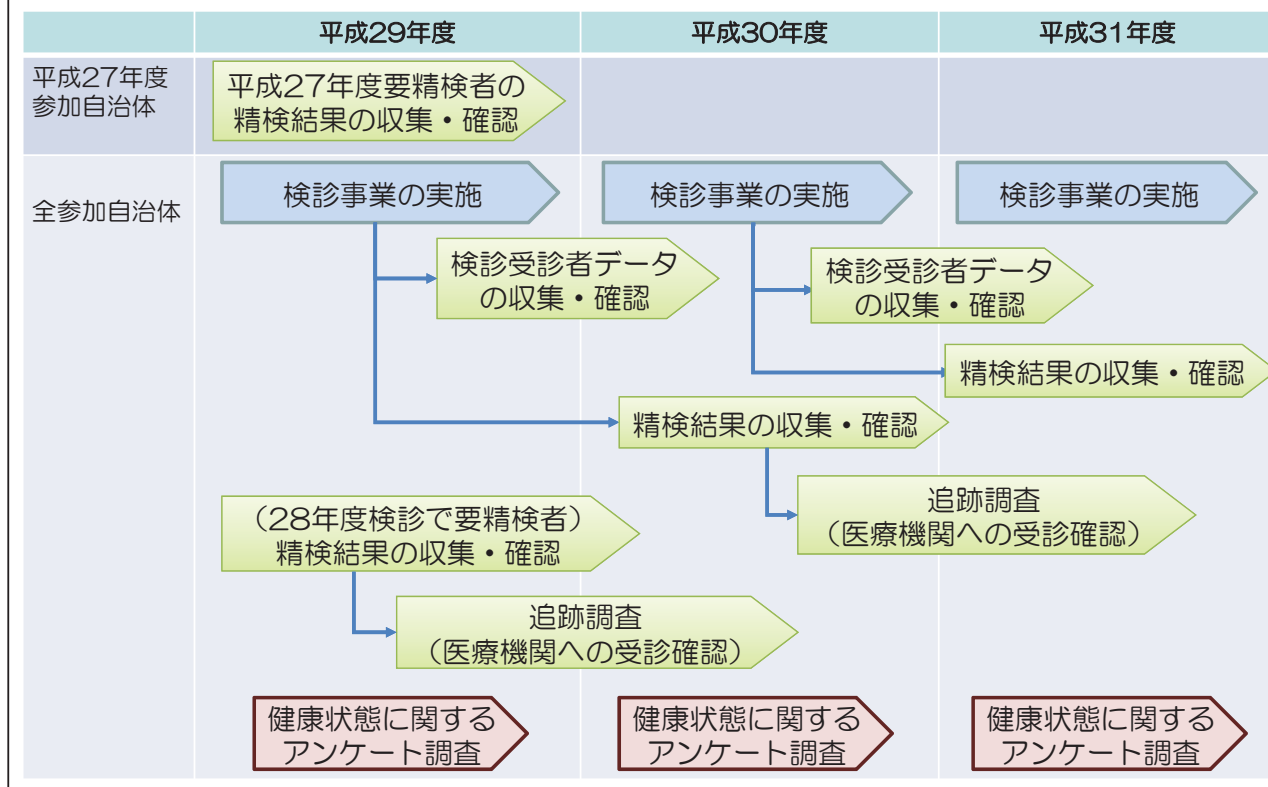 平成29年度
平成30年度
平成31年度
平成27年度
参加自治体
平成27年度要精検者の
精検結果の収集・確認
全参加自治体
検診事業の実施
検診事業の実施
検診事業の実施
検診受診者データ
の収集・確認
検診受診者データ
の収集・確認
精検結果の収集・確認
精検結果の収集・確認
追跡調査
（医療機関への受診確認）
（28年度検診で要精検者）
精検結果の収集・確認
追跡調査
（医療機関への受診確認）
健康状態に関する
アンケート調査
健康状態に関する
アンケート調査
健康状態に関する
アンケート調査